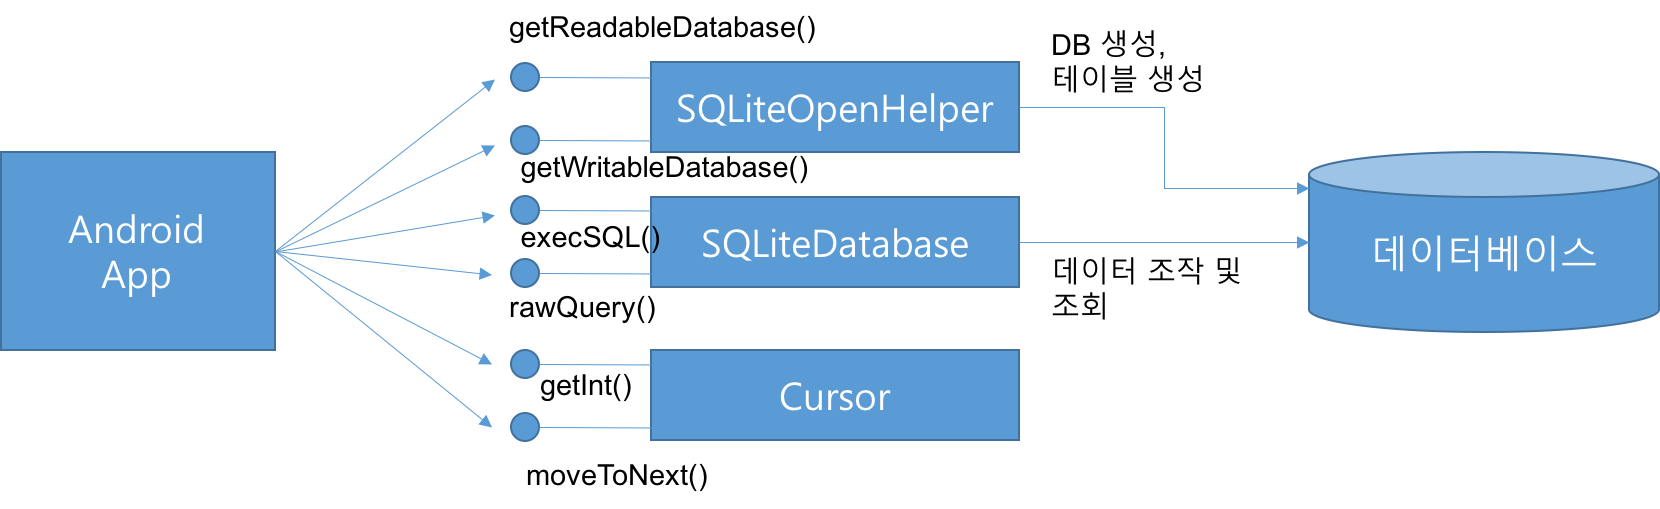 getReadableDatabase()
DB 생성,
테이블 생성
SQLiteOpenHelper
getWritableDatabase()
Android
App
execSQL()
SQLiteDatabase
데이터베이스
데이터 조작 및
조회
rawQuery()
getInt()
Cursor
moveToNext()